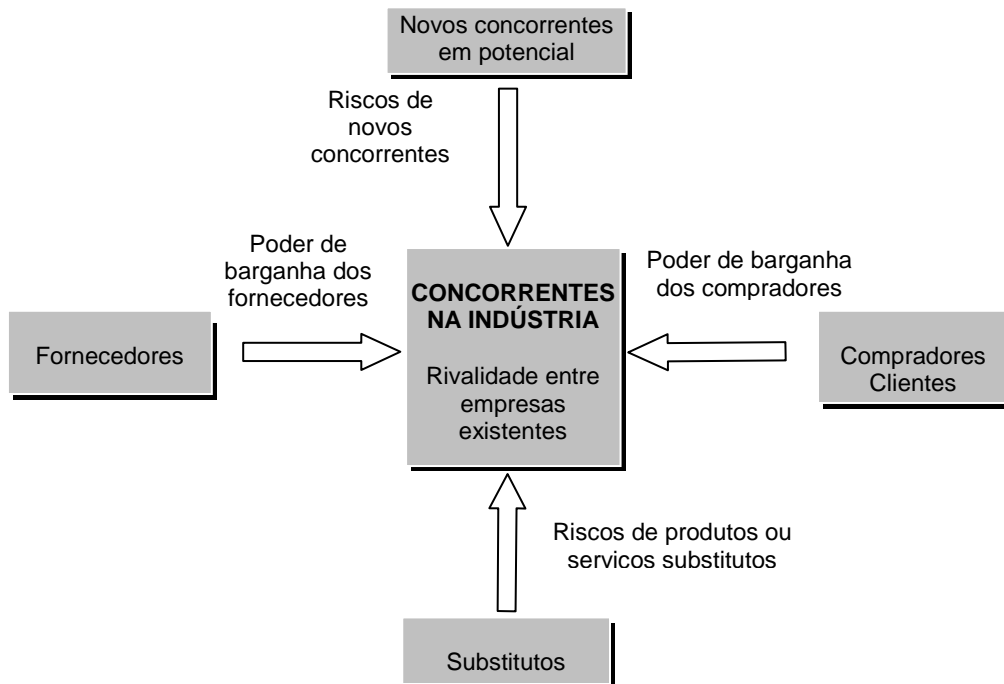 Novos concorrentes
em potencial
Riscos de
novos
concorrentes
Poder de
barganha dos
fornecedores
Poder de barganha
dos compradores
CONCORRENTES
NA INDÚSTRIA
Fornecedores
Rivalidade entre
empresas
existentes
Compradores
Clientes
Riscos de produtos ou
servicos substitutos
Substitutos